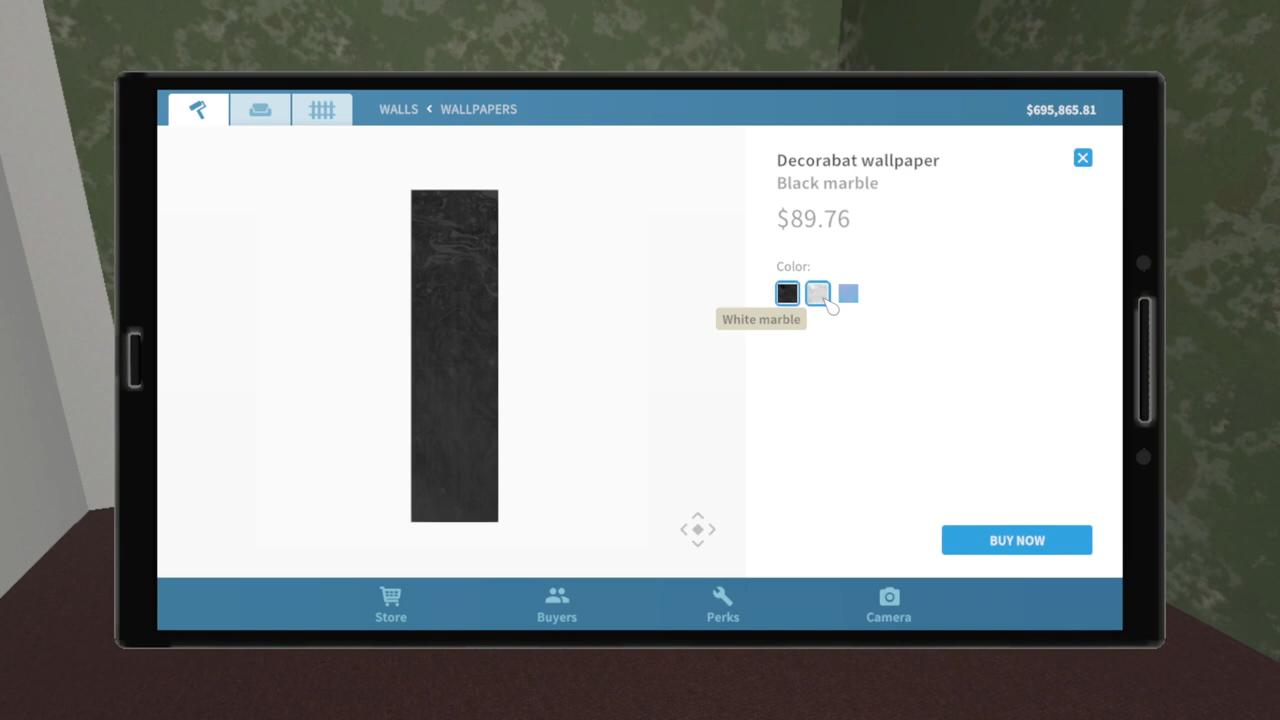 WALLS < WALLPAPERS
$695,865.81
Decorabat wallpaper
Black marble
$89.76
Color:
White marble
BUY NOW
Store
Buyers
Perks
Camera